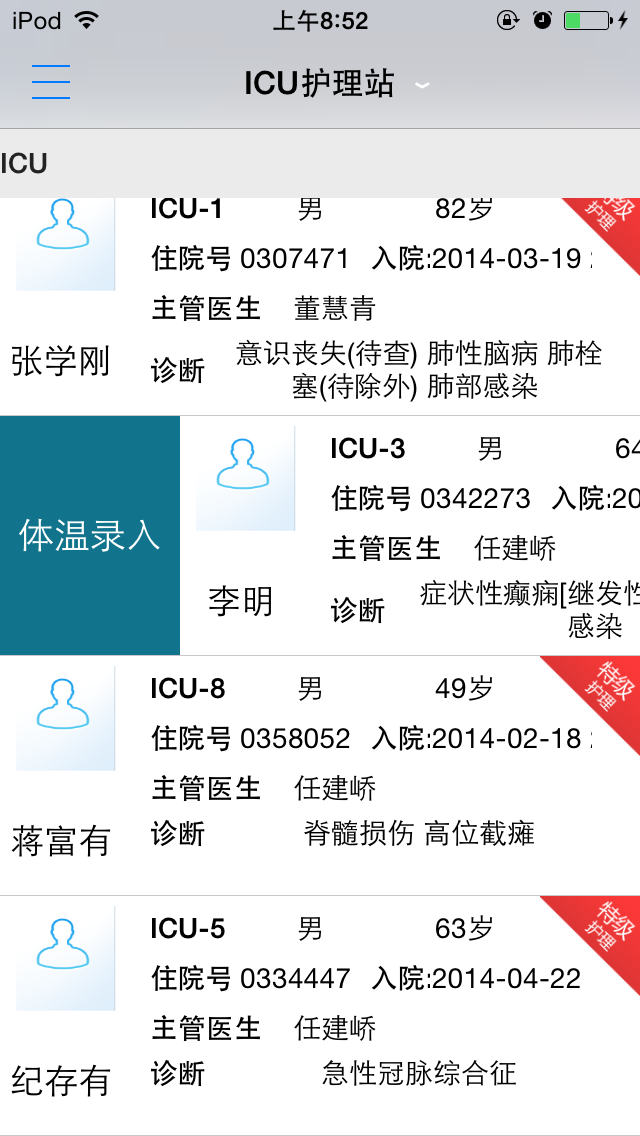 iPod 上午8:52
ICU护理站
ICU
ICU-1 男 82岁 特级
护理
住院号 0307471 入院:2014-03-19
主管医生 董慧青
张学刚 诊断 意识丧失(待查) 肺性脑病 肺栓
塞(待除外) 肺部感染
体温录入
ICU-3 男 64
住院号 0342273 入院:20
主管医生 任建峤
李明 诊断 症状性癫痫[继发性
感染
ICU-8 男 49岁 特级
护理
住院号 0358052 入院:2014-02-18
主管医生 任建峤
蒋富有 诊断 脊髓损伤 高位截瘫
ICU-5 男 63岁 特级
护理
住院号 0334447 入院:2014-04-22
主管医生 任建峤
纪存有 诊断 急性冠脉综合征